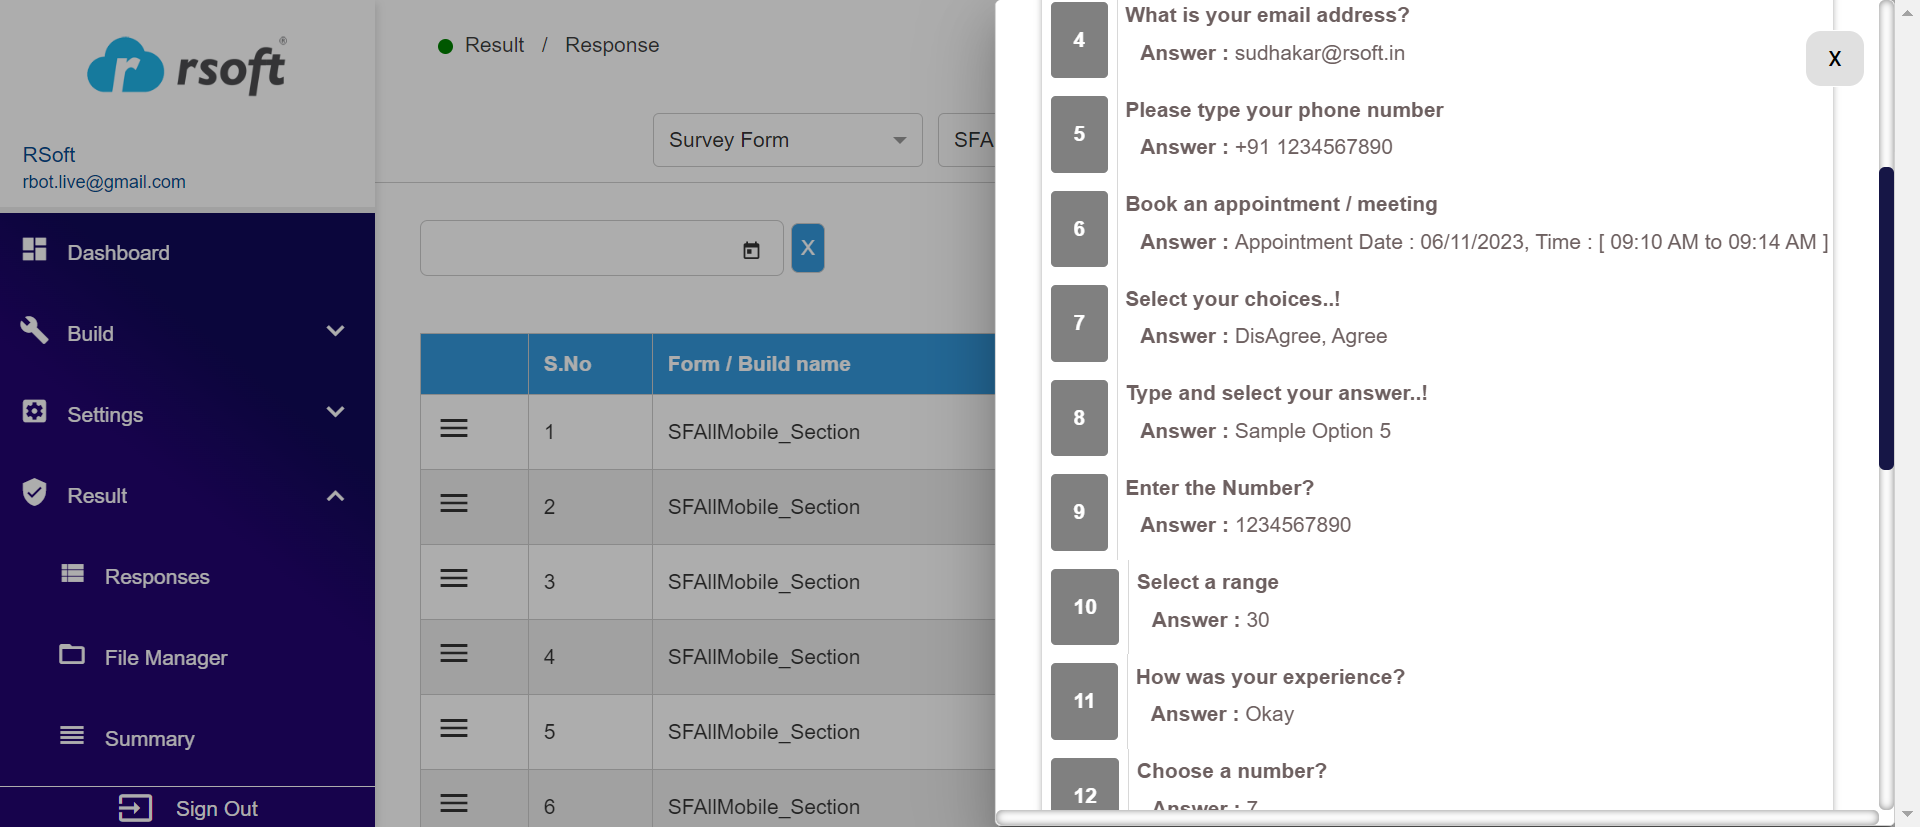 rsoft®
RSoft
rbot.live@gmail.com
Dashboard
Build
Settings
Result
Responses
File Manager
Summary
Sign Out
Result / Response
Survey Form
SFA
X
S.No Form / Build name
1 SFAllMobile_Section
2 SFAllMobile_Section
3 SFAllMobile_Section
4 SFAllMobile_Section
5 SFAllMobile_Section
6 SFAllMobile_Section
X
4 What is your email address?
Answer : sudhakar@rsoft.in
5 Please type your phone number
Answer : +91 1234567890
6 Book an appointment / meeting
Answer : Appointment Date : 06/11/2023, Time : [ 09:10 AM to 09:14 AM ]
7 Select your choices..!
Answer : DisAgree, Agree
8 Type and select your answer..!
Answer : Sample Option 5
9 Enter the Number?
Answer : 1234567890
10 Select a range
Answer : 30
11 How was your experience?
Answer : Okay
12 Choose a number?
Answer : 7